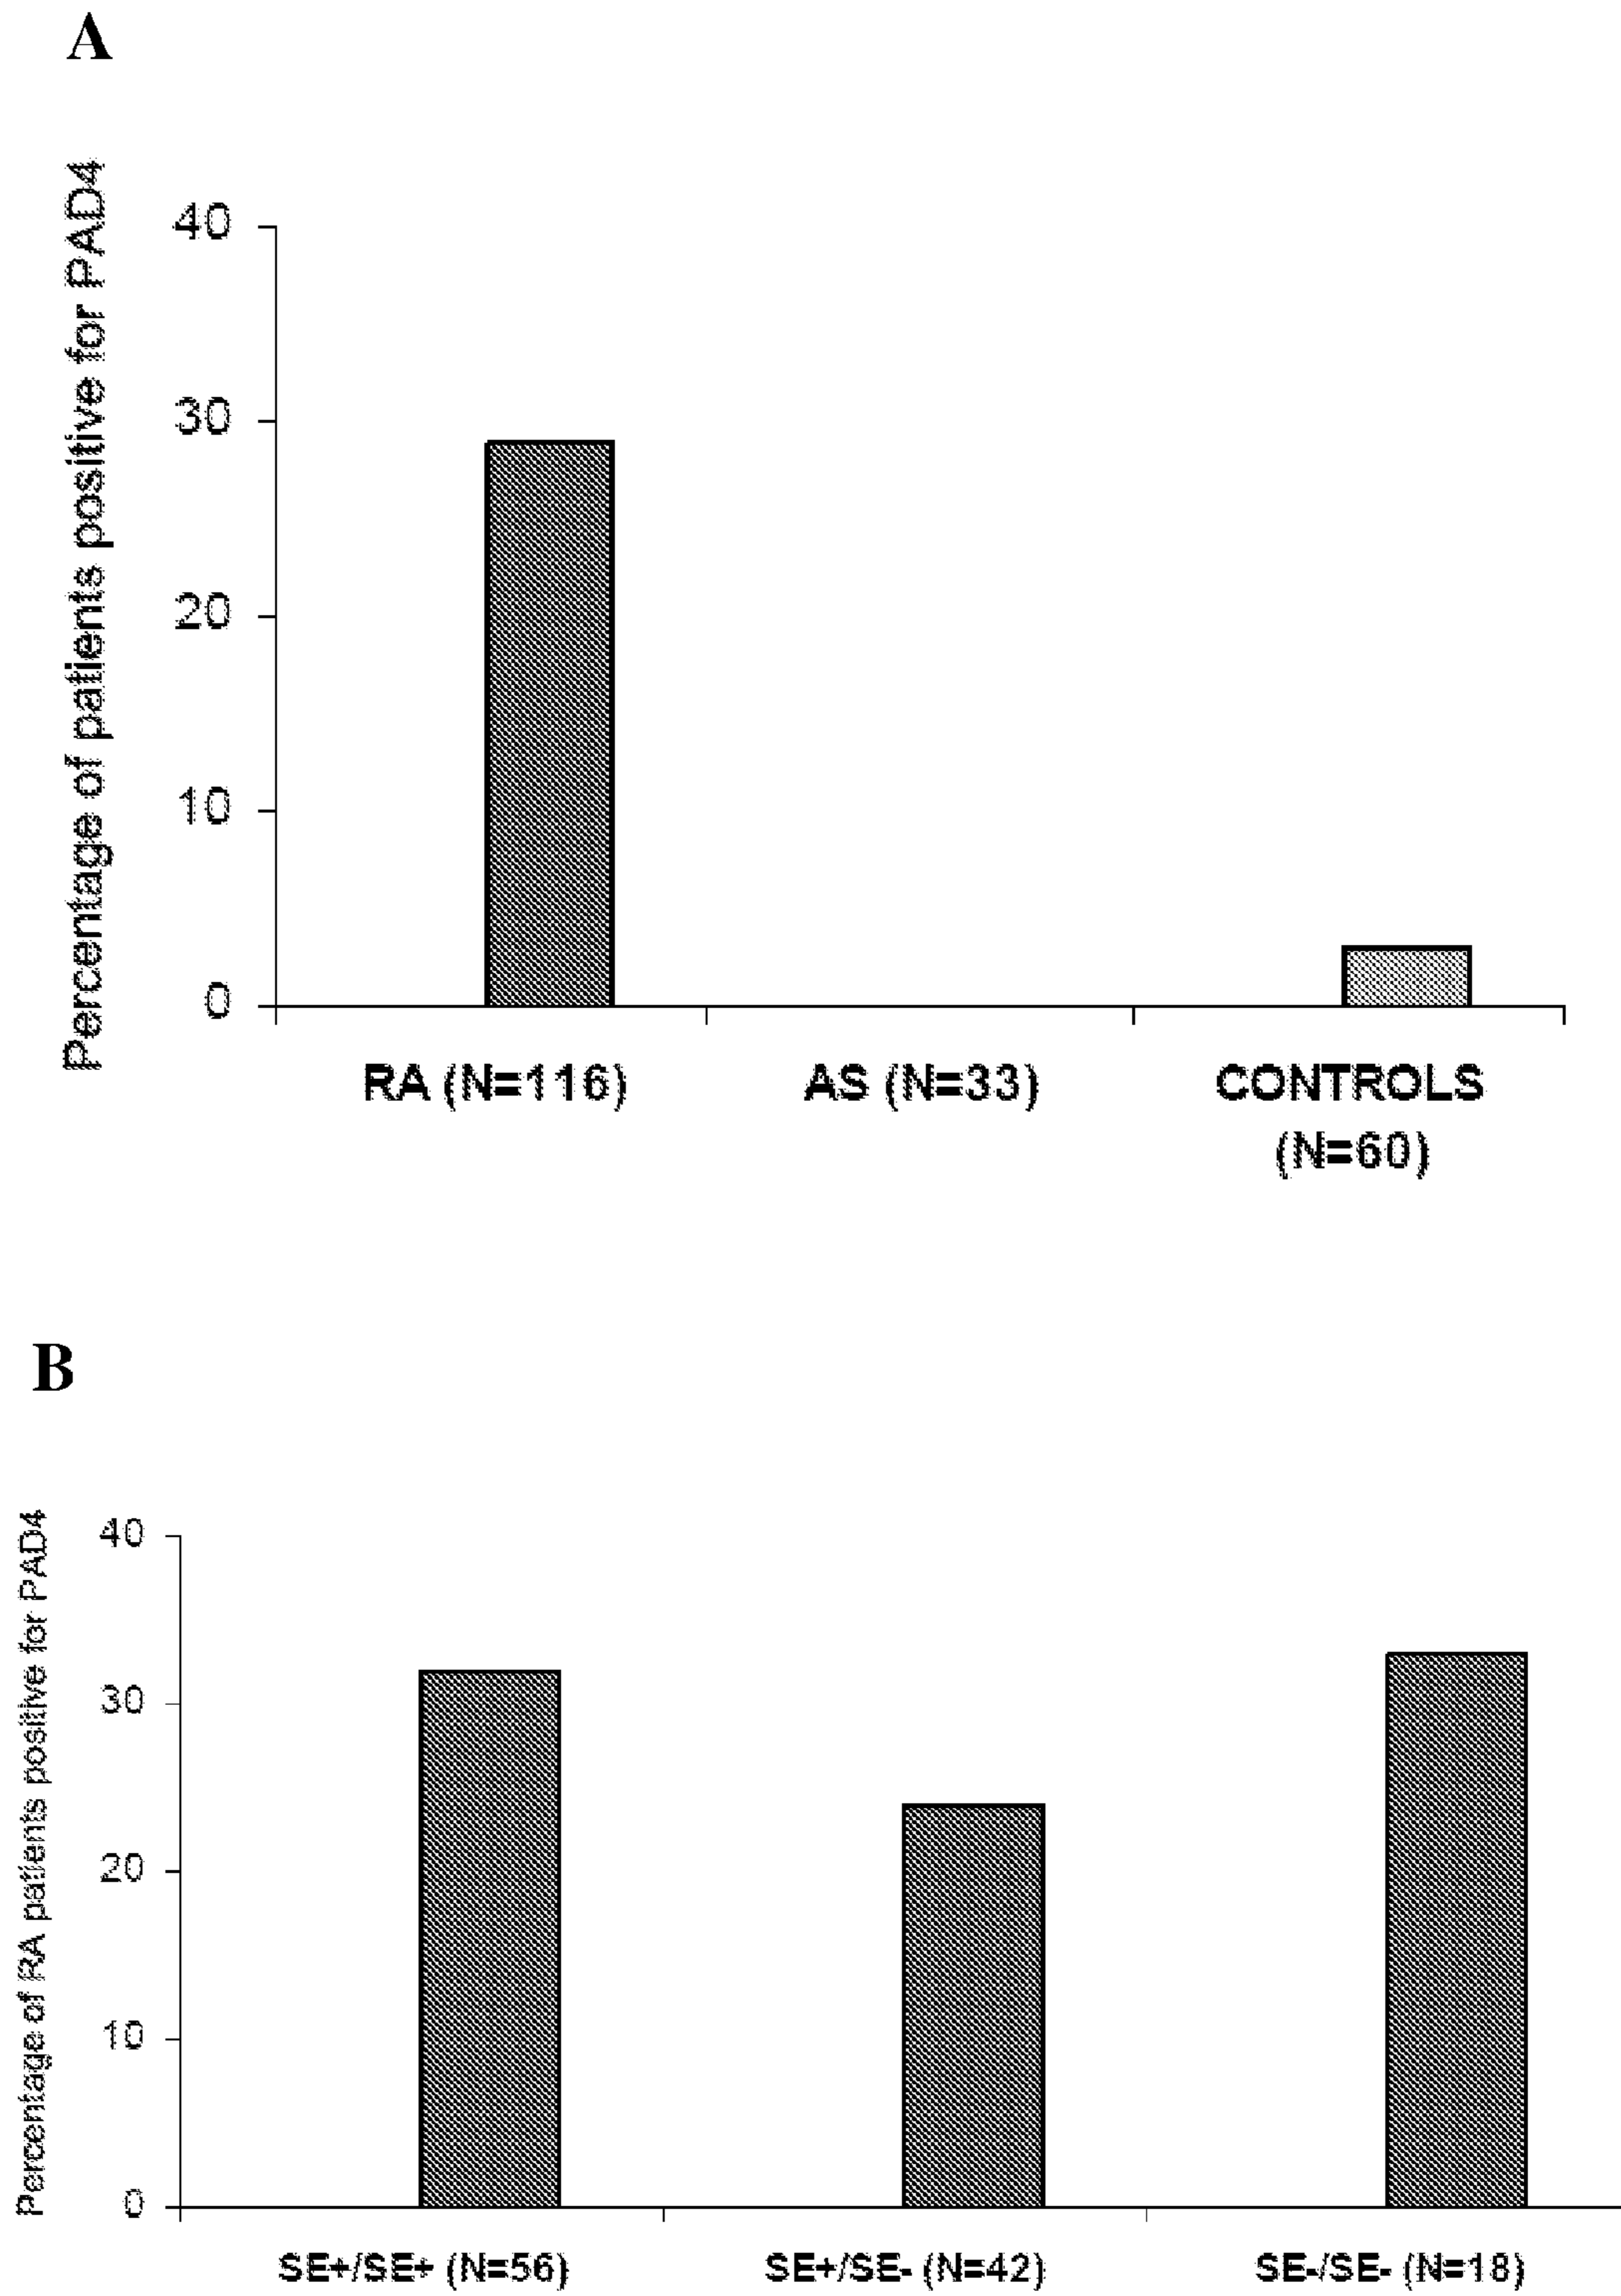 A
Percentage of patients positive for PAD4
40
30
20
10
0
RA (N=116)
AS (N=33)
CONTROLS
(N=60)
B
Percentage of RA patients positive for PAD4
40
30
20
10
0
SE+/SE+ (N=56)
SE+/SE- (N=42)
SE-/SE- (N=18)